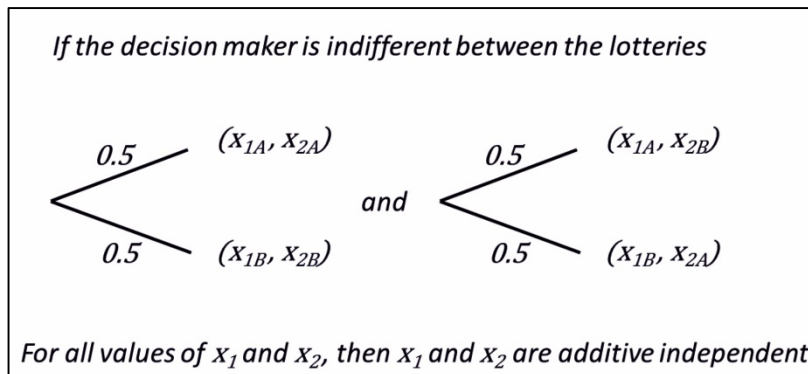 If the decision maker is indifferent between the lotteries
0.5 (x1A, x2A) 0.5 (x1A, x2B)
and
0.5 (x1B, x2B) 0.5 (x1B, x2A)
For all values of x1 and x2, then x1 and x2 are additive independent